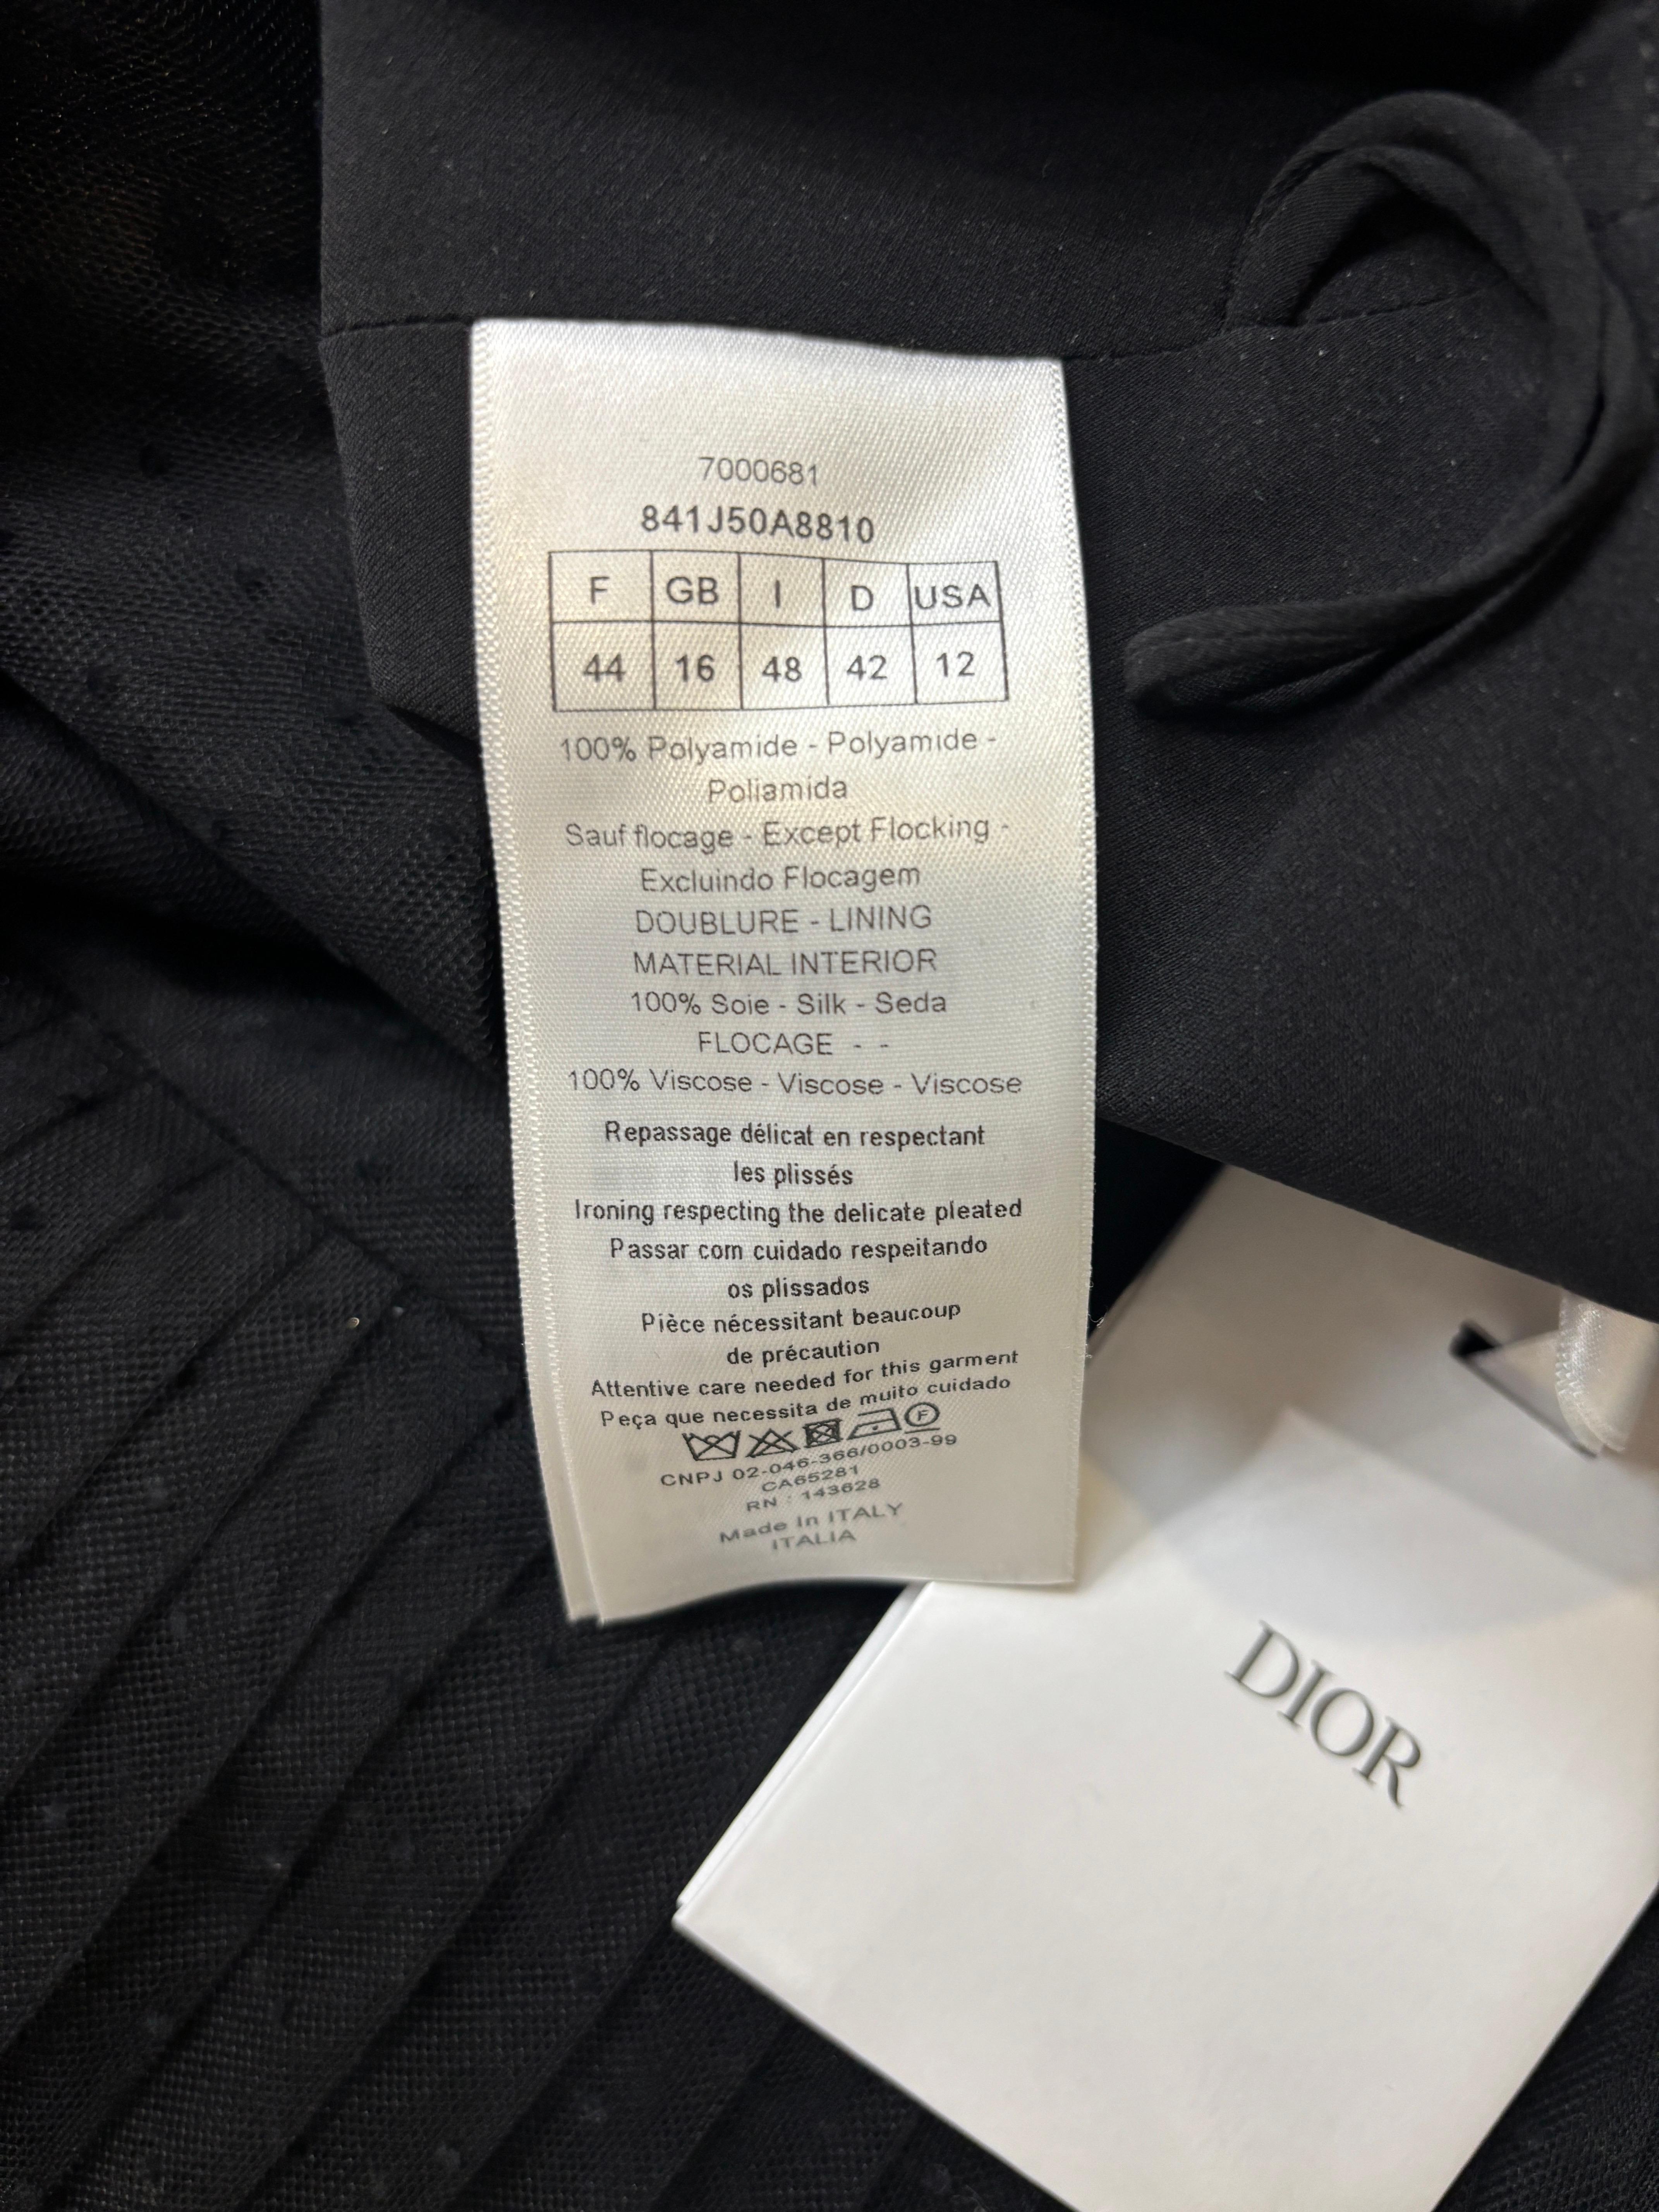 7000681
841J50A8810
F GB I D USA
44 16 48 42 12
100% Polyamide - Polyamide -
Poliamida
Sauf flocage - Except Flocking -
Excluindo Flocagem
DOUBLURE - LINING
MATERIAL INTERIOR
100% Soie - Silk - Seda
FLOCAGE - -
100% Viscose - Viscose - Viscose
Repassage délicat en respectant
les plissés
Ironing respecting the delicate pleated
Passar com cuidado respeitando
os plissados
Pièce nécessitant beaucoup
de précaution
Attentive care needed for this garment
Peça que necessita de muito cuidado
F
CNPJ 02-046-366/0003-99
CA65281
RN : 143628
Made In ITALY
ITALIA
DIOR